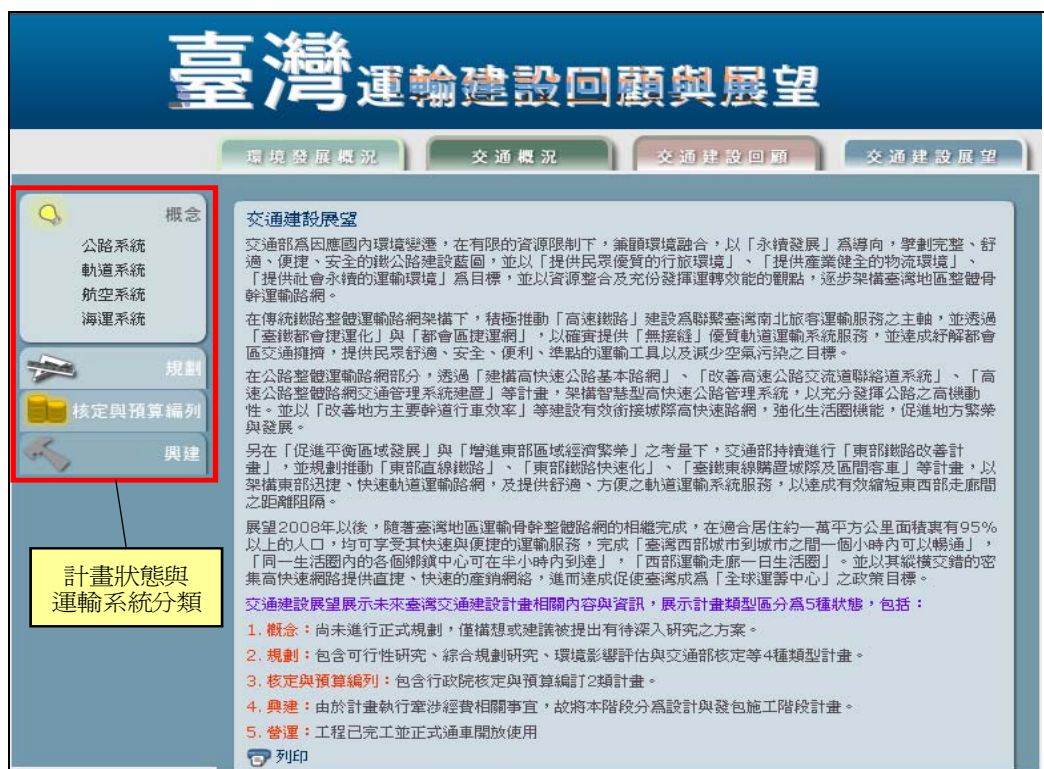 臺灣運輸建設回顧與展望
環境發展概況
交通概況
交通建設回顧
交通建設展望
概念
公路系統
軌道系統
航空系統
海運系統
規劃
核定與預算編列
興建
計畫狀態與
運輸系統分類
交通建設展望
交通部為因應國內環境變遷，在有限的資源限制下，兼顧環境融合，以「永續發展」為導向，擘劃完整、舒
適、便捷、安全的鐵公路建設藍圖，並以「提供民眾優質的行旅環境」、「提供產業健全的物流環境」、
「提供社會永續的運輸環境」為目標，並以資源整合及充份發揮運轉效能的觀點，逐步架構臺灣地區整體骨
幹運輸路網。
在傳統鐵路整體運輸路網架構下，積極推動「高速鐵路」建設為聯繫臺灣南北旅客運輸服務之主軸，並透過
「臺鐵都會捷運化」與「都會區捷運網」，以確實提供「無接縫」優質軌道運輸系統服務，並達成紓解都會
區交通擁擠，提供民眾舒適、安全、便利、準點的運輸工具以及減少空氣污染之目標。
在公路整體運輸路網部分，透過「建構高快速公路基本路網」、「改善高速公路交流道聯絡道系統」、「高
速公路整體路網交通管理系統建置」等計畫，架構智慧型高快速公路管理系統，以充分發揮公路之高機動
性。並以「改善地方主要幹道行車效率」等建設有效銜接城際高快速路網，強化生活圈機能，促進地方繁榮
與發展。
另在「促進平衡區域發展」與「增進東部區域經濟繁榮」之考量下，交通部持續進行「東部鐵路改善計
畫」，並規劃推動「東部直線鐵路」、「東部鐵路快速化」、「臺鐵東線購置城際及區間客車」等計畫，以
架構東部迅捷、快速軌道運輸路網，及提供舒適、方便之軌道運輸系統服務，以達成有效縮短東西部走廊間
之距離阻隔。
展望2008年以後，隨著臺灣地區運輸骨幹整體路網的相繼完成，在適合居住約一萬平方公里面積裏有95%
以上的人口，均可享受其快速與便捷的運輸服務，完成「臺灣西部城市到城市之間一個小時內可以暢通」，
「同一生活圈內的各個鄉鎮中心可在半小時內到達」，「西部運輸走廊一日生活圈」。並以其縱橫交錯的密
集高快速網路提供直捷、快速的產銷網絡，進而達成促使臺灣成為「全球運籌中心」之政策目標。
交通建設展望展示未來臺灣交通建設計畫相關內容與資訊，展示計畫類型區分為5種狀態，包括：
1. 概念：尚未進行正式規劃，僅構想或建議被提出有待深入研究之方案。
2. 規劃：包含可行性研究、綜合規劃研究、環境影響評估與交通部核定等4種類型計畫。
3. 核定與預算編列：包含行政院核定與預算編訂2類計畫。
4. 興建：由於計畫執行牽涉經費相關事宜，故將本階段分為設計與發包施工階段計畫。
5. 營運：工程已完工並正式通車開放使用
列印